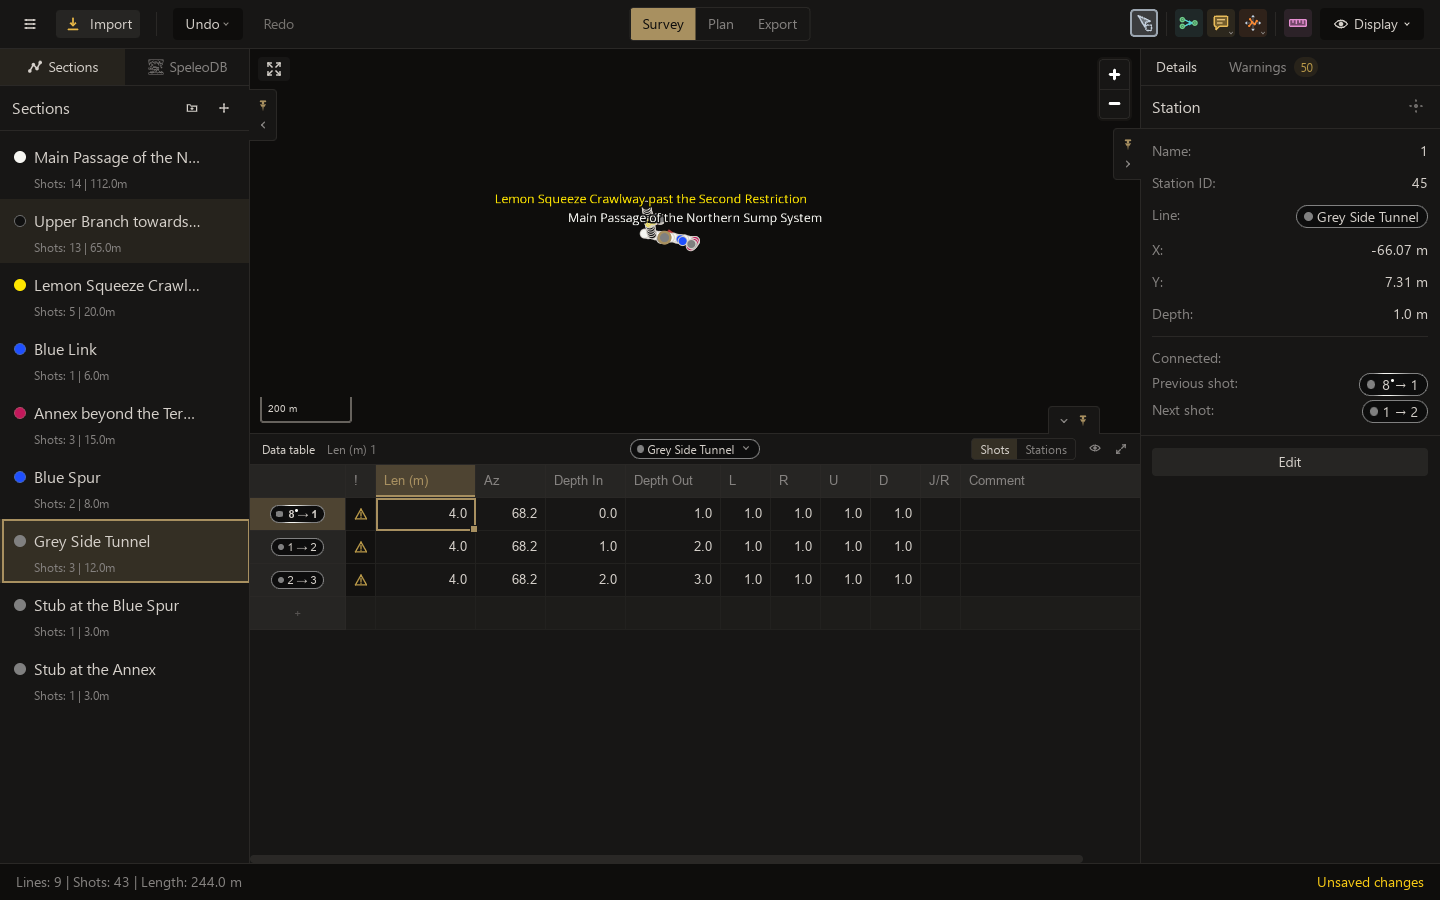 Import
Undo
Redo
Survey
Plan
Export
Display
Sections
SpeleoDB
Sections
Main Passage of the N...
Shots: 14 | 112.0m
Upper Branch towards...
Shots: 13 | 65.0m
Lemon Squeeze Crawl...
Shots: 5 | 20.0m
Blue Link
Shots: 1 | 6.0m
Annex beyond the Ter...
Shots: 3 | 15.0m
Blue Spur
Shots: 2 | 8.0m
Grey Side Tunnel
Shots: 3 | 12.0m
Stub at the Blue Spur
Shots: 1 | 3.0m
Stub at the Annex
Shots: 1 | 3.0m
Lemon Squeeze Crawlway past the Second Restriction
Main Passage of the Northern Sump System
200 m
Data table Len (m) 1
Grey Side Tunnel
Shots Stations
! Len (m) Az Depth In Depth Out L R U D J/R Comment
8 → 1 4.0 68.2 0.0 1.0 1.0 1.0 1.0 1.0
1 → 2 4.0 68.2 1.0 2.0 1.0 1.0 1.0 1.0
2 → 3 4.0 68.2 2.0 3.0 1.0 1.0 1.0 1.0
+
Details
Warnings 50
Station
Name: 1
Station ID: 45
Line: Grey Side Tunnel
X: -66.07 m
Y: 7.31 m
Depth: 1.0 m
Connected:
Previous shot: 8 → 1
Next shot: 1 → 2
Edit
Lines: 9 | Shots: 43 | Length: 244.0 m
Unsaved changes